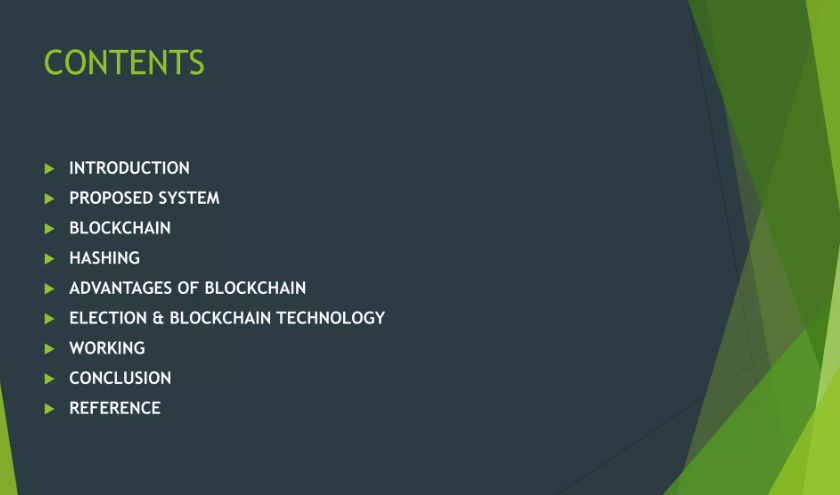 CONTENTS
INTRODUCTION
PROPOSED SYSTEM
BLOCKCHAIN
HASHING
ADVANTAGES OF BLOCKCHAIN
ELECTION & BLOCKCHAIN TECHNOLOGY
WORKING
CONCLUSION
REFERENCE